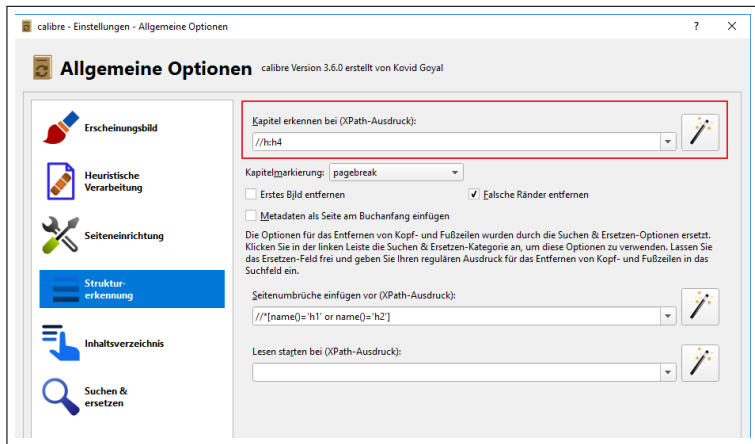 calibre - Einstellungen - Allgemeine Optionen
Allgemeine Optionen calibre Version 3.6.0 erstellt von Kovid Goyal
Erscheinungsbild
Heuristische
Verarbeitung
Seiteneinrichtung
Struktur-
erkennung
Inhaltsverzeichnis
Suchen &
ersetzen
Kapitel erkennen bei (XPath-Ausdruck):
//h:h4
Kapitelmarkierung: pagebreak
Erstes Bild entfernen Falsche Ränder entfernen
Metadaten als Seite am Buchanfang einfügen
Die Optionen für das Entfernen von Kopf- und Fußzeilen wurden durch die Suchen & Ersetzen-Optionen ersetzt.
Klicken Sie in der linken Leiste die Suchen & Ersetzen-Kategorie an, um diese Optionen zu verwenden. Lassen Sie
das Ersetzen-Feld frei und geben Sie Ihren regulären Ausdruck für das Entfernen von Kopf- und Fußzeilen in das
Suchfeld ein.
Seitenumbrüche einfügen vor (XPath-Ausdruck):
//*[name()='h1' or name()='h2']
Lesen starten bei (XPath-Ausdruck):